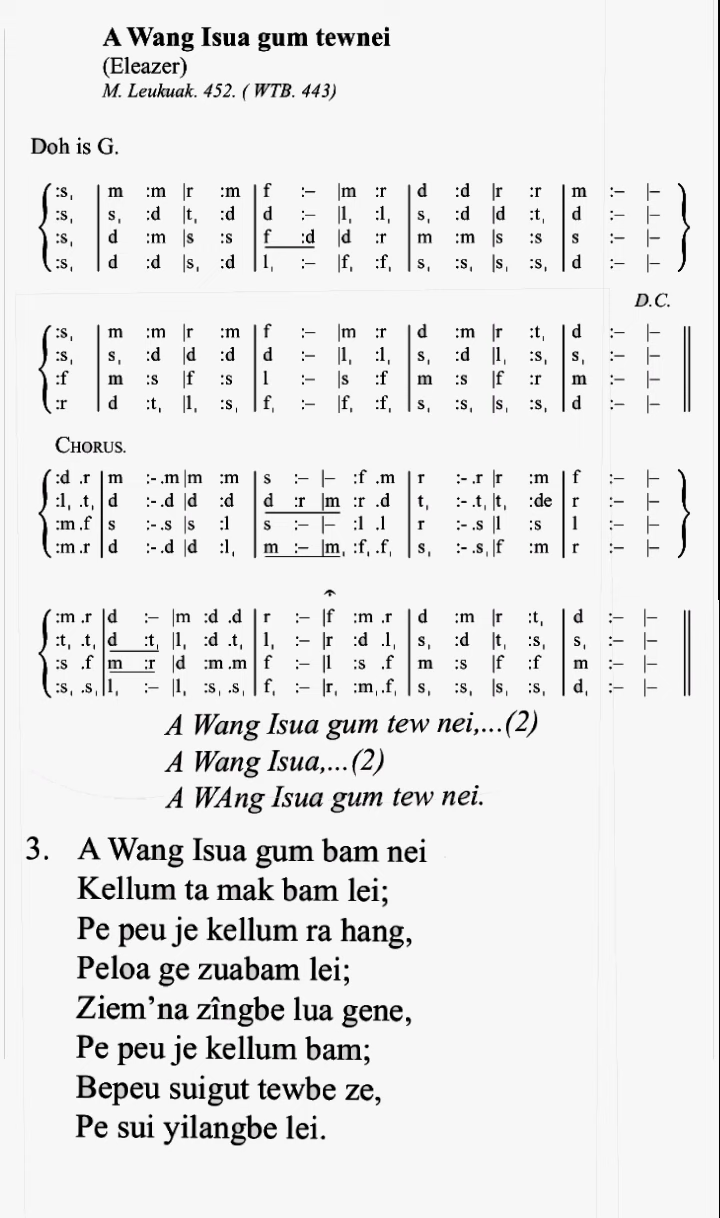 A Wang Isua gum tewnei
(Eleazer)
M. Leukuak. 452. ( WTB. 443)
Doh is G.
:s, | m :m |r :m | f :– |m :r | d :d |r :r | m :– |–
:s, | s, :d |t, :d | d :– |l, :l, | s, :d |d :t, | d :– |–
:s, | d :m |s :s | f :d |d :r | m :m |s :s | s :– |–
:s, | d :d |s, :d | l, :– |f, :f, | s, :s, |s, :s, | d :– |–
D.C.
:s, | m :m |r :m | f :– |m :r | d :m |r :t, | d :– |–
:s, | s, :d |d :d | d :– |l, :l, | s, :d |l, :s, | s, :– |–
:f | m :s |f :s | l :– |s :f | m :s |f :r | m :– |–
:r | d :t, |l, :s, | f, :– |f, :f, | s, :s, |s, :s, | d :– |–
CHORUS.
:d .r | m :- .m |m :m | s :– |– :f .m | r :- .r |r :m | f :– |–
:l, .t, | d :- .d |d :d | d :r |m :r .d | t, :- .t, |t, :de | r :– |–
:m .f | s :- .s |s :l | s :– |– :l .l | r :- .s |l :s | l :– |–
:m .r | d :- .d |d :l, | m :– |m, :f, .f, | s, :- .s, |f :m | r :– |–
:m .r | d :– |m :d .d | r :– |f :m .r | d :m |r :t, | d :– |–
:t, .t, | d :t, |l, :d .t, | l, :– |r :d .l, | s, :d |t, :s, | s, :– |–
:s .f | m :r |d :m .m | f :– |l :s .f | m :s |f :f | m :– |–
:s, .s, | l, :– |l, :s, .s, | f, :– |r, :m, .f, | s, :s, |s, :s, | d, :– |–
A Wang Isua gum tew nei,...(2)
A Wang Isua,...(2)
A WAng Isua gum tew nei.
3. A Wang Isua gum bam nei
Kellum ta mak bam lei;
Pe peu je kellum ra hang,
Peloa ge zuabam lei;
Ziem’na zîngbe lua gene,
Pe peu je kellum bam;
Bepeu suigut tewbe ze,
Pe sui yilangbe lei.